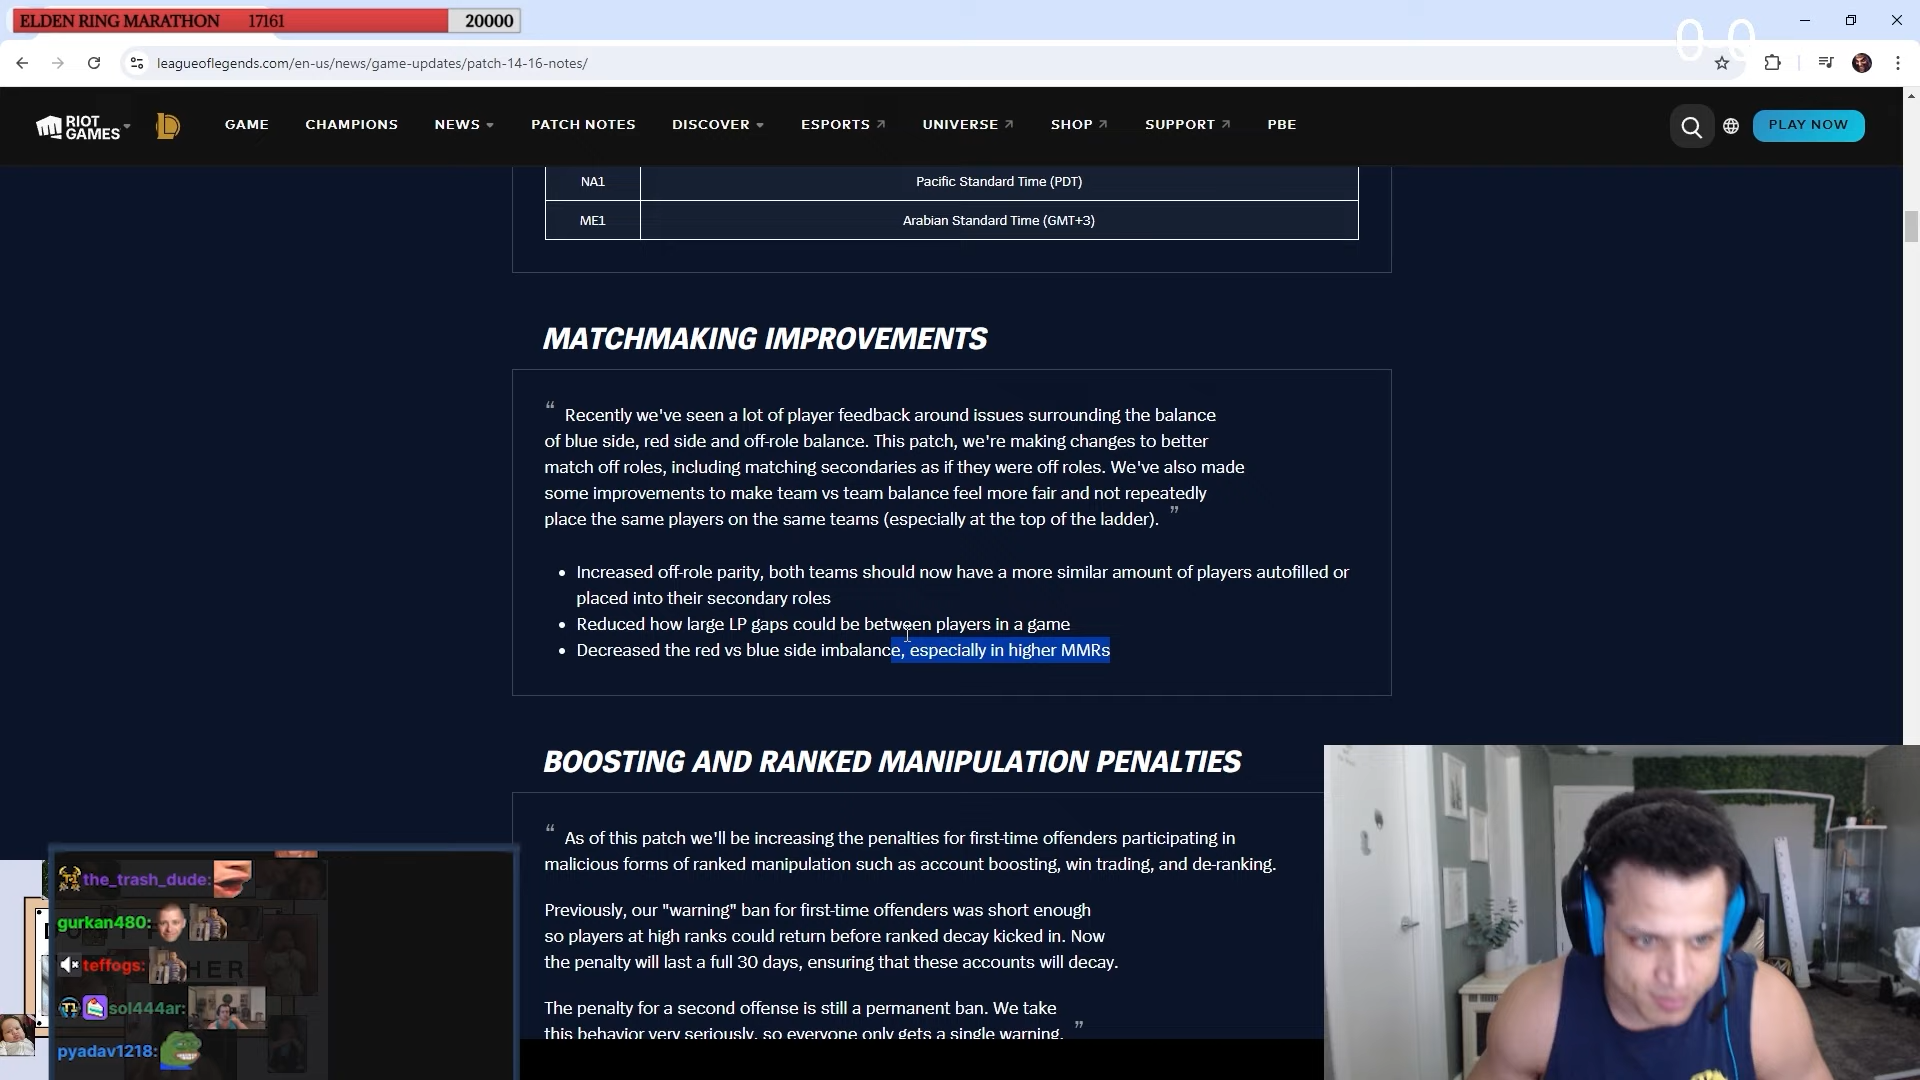 ELDEN RING MARATHON 17161 20000
0-0
leagueoflegends.com/en-us/news/game-updates/patch-14-16-notes/
RIOT GAMES
GAME CHAMPIONS NEWS PATCH NOTES DISCOVER ESPORTS UNIVERSE SHOP SUPPORT PBE PLAY NOW
NA1 Pacific Standard Time (PDT)
ME1 Arabian Standard Time (GMT+3)
MATCHMAKING IMPROVEMENTS
“ Recently we've seen a lot of player feedback around issues surrounding the balance
of blue side, red side and off-role balance. This patch, we're making changes to better
match off roles, including matching secondaries as if they were off roles. We've also made
some improvements to make team vs team balance feel more fair and not repeatedly
place the same players on the same teams (especially at the top of the ladder). ”
• Increased off-role parity, both teams should now have a more similar amount of players autofilled or
placed into their secondary roles
• Reduced how large LP gaps could be between players in a game
• Decreased the red vs blue side imbalance, especially in higher MMRs
BOOSTING AND RANKED MANIPULATION PENALTIES
“ As of this patch we'll be increasing the penalties for first-time offenders participating in
malicious forms of ranked manipulation such as account boosting, win trading, and de-ranking.
Previously, our "warning" ban for first-time offenders was short enough
so players at high ranks could return before ranked decay kicked in. Now
the penalty will last a full 30 days, ensuring that these accounts will decay.
The penalty for a second offense is still a permanent ban. We take
this behavior very seriously, so everyone only gets a single warning. ”
the_trash_dude:
gurkan480:
teffogs:
sol444ar:
pyadav1218: